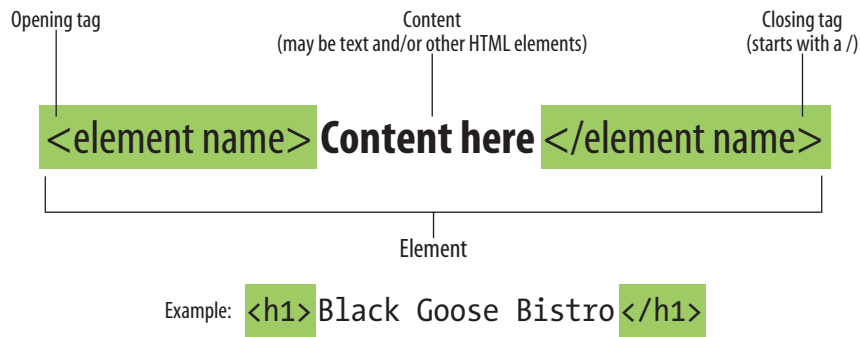 Opening tag
Content
(may be text and/or other HTML elements)
Closing tag
(starts with a /)
<element name> Content here </element name>
Element
Example: <h1>Black Goose Bistro</h1>